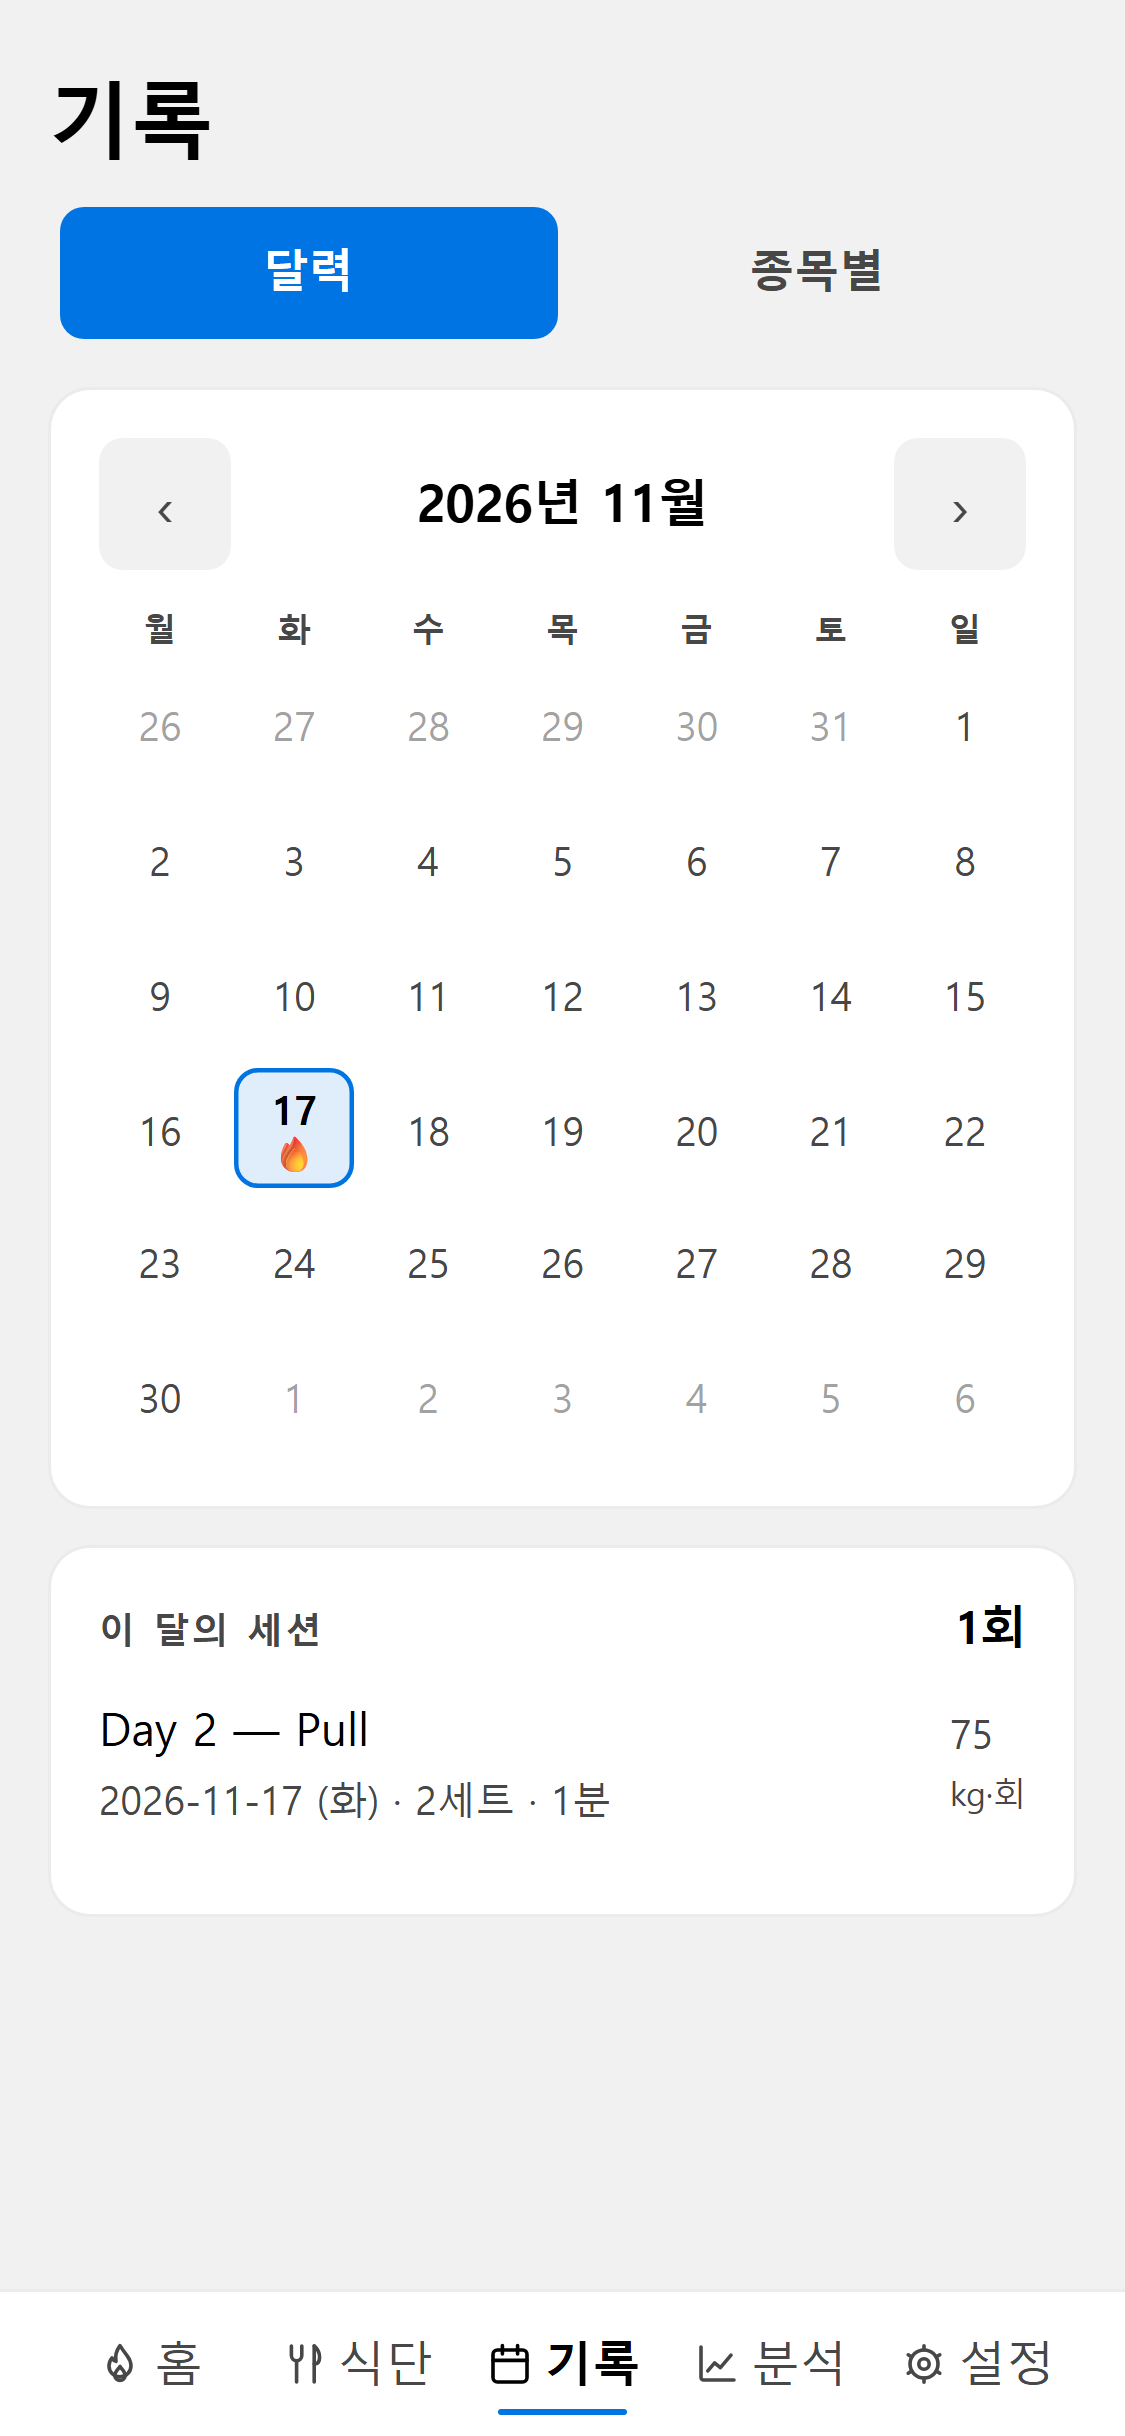 기록
달력 종목별
‹ 2026년 11월 ›
월 화 수 목 금 토 일
26 27 28 29 30 31 1
2 3 4 5 6 7 8
9 10 11 12 13 14 15
16 17 18 19 20 21 22
23 24 25 26 27 28 29
30 1 2 3 4 5 6
이 달의 세션 1회
Day 2 — Pull 75
2026-11-17 (화) · 2세트 · 1분 kg·회
홈 식단 기록 분석 설정